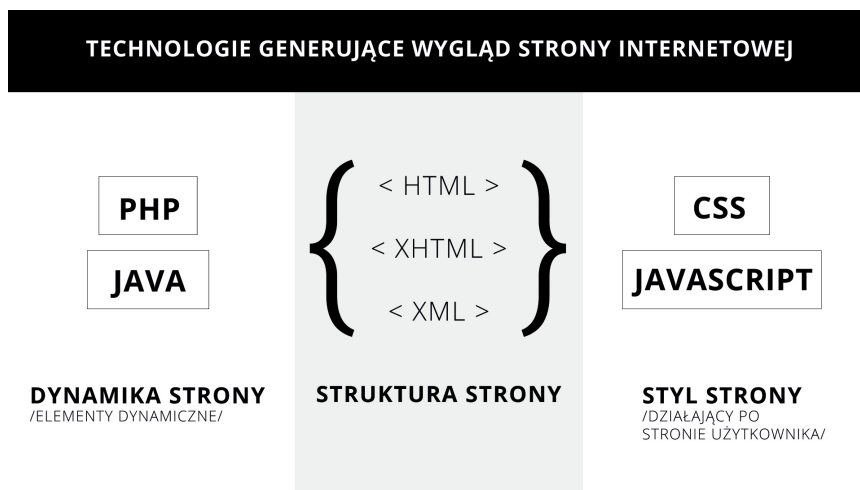 TECHNOLOGIE GENERUJĄCE WYGLĄD STRONY INTERNETOWEJ
PHP
JAVA
DYNAMIKA STRONY
/ELEMENTY DYNAMICZNE/
{ < HTML >
< XHTML >
< XML > }
STRUKTURA STRONY
CSS
JAVASCRIPT
STYL STRONY
/DZIAŁAJĄCY PO
STRONIE UŻYTKOWNIKA/